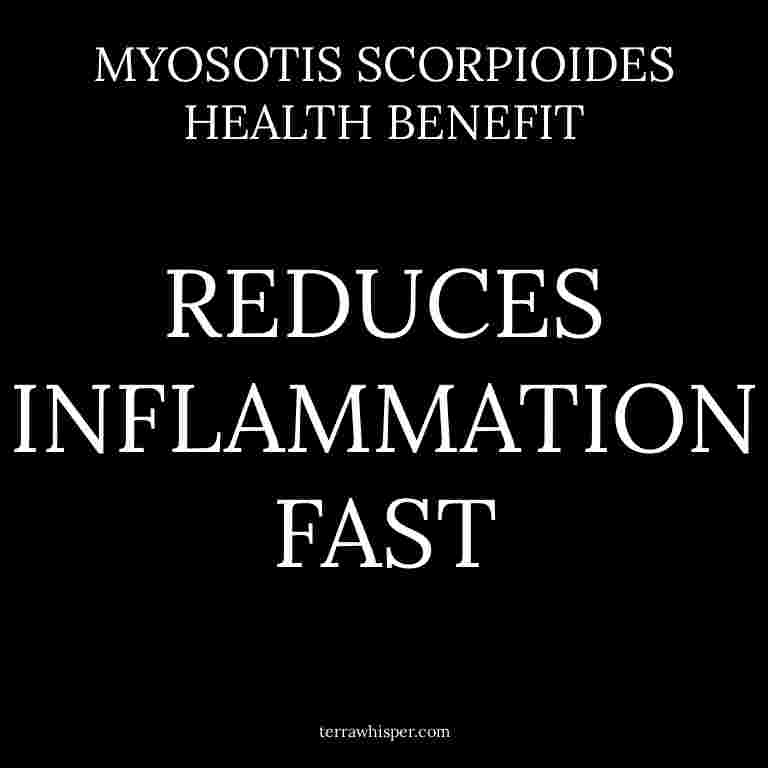 MYOSOTIS SCORPIOIDES
HEALTH BENEFIT
REDUCES
INFLAMMATION
FAST
terrawhisper.com